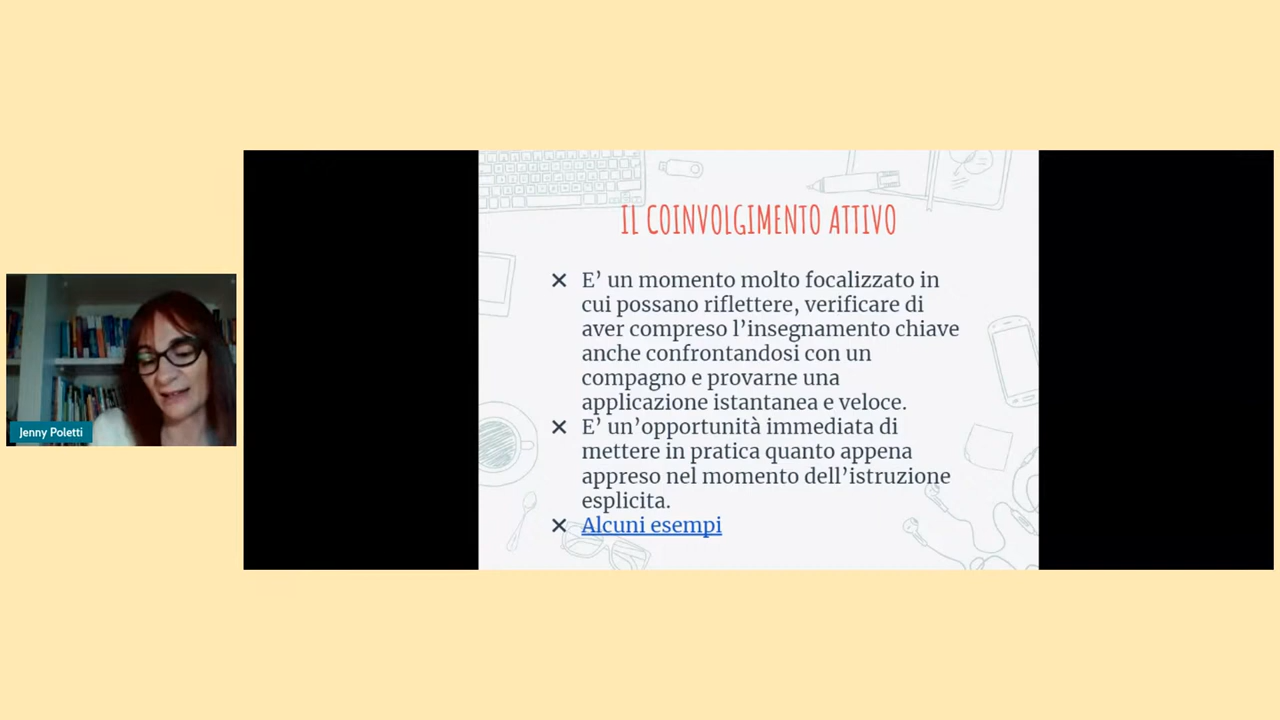 IL COINVOLGIMENTO ATTIVO
E’ un momento molto focalizzato in
cui possano riflettere, verificare di
aver compreso l’insegnamento chiave
anche confrontandosi con un
compagno e provarne una
applicazione istantanea e veloce.
E’ un’opportunità immediata di
mettere in pratica quanto appena
appreso nel momento dell’istruzione
esplicita.
Alcuni esempi
Jenny Poletti